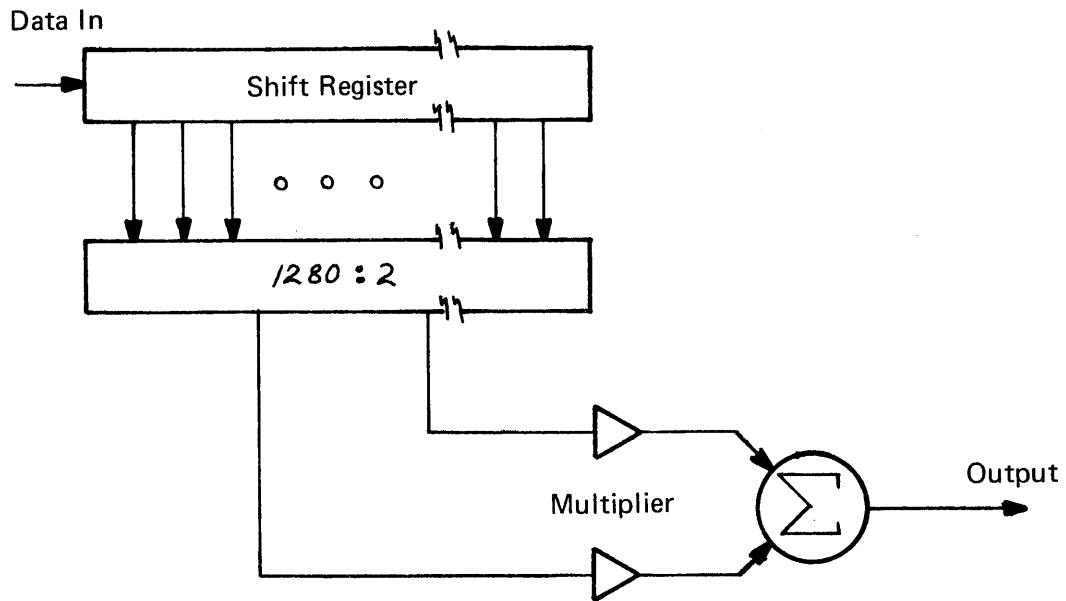 Data In
Shift Register
1280 : 2
Multiplier
Σ
Output